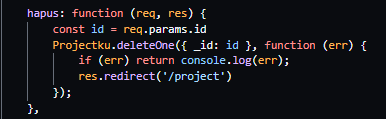 hapus: function (req, res) {
    const id = req.params.id
    Projectku.deleteOne({ _id: id }, function (err) {
        if (err) return console.log(err);
        res.redirect('/project')
    });
},